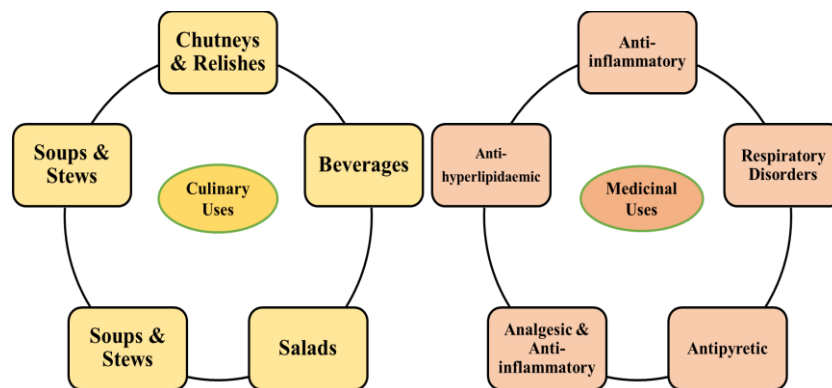 Chutneys
& Relishes
Soups &
Stews
Beverages
Culinary
Uses
Soups &
Stews
Salads
Anti-
inflammatory
Anti-
hyperlipidaemic
Respiratory
Disorders
Medicinal
Uses
Analgesic &
Anti-
inflammatory
Antipyretic